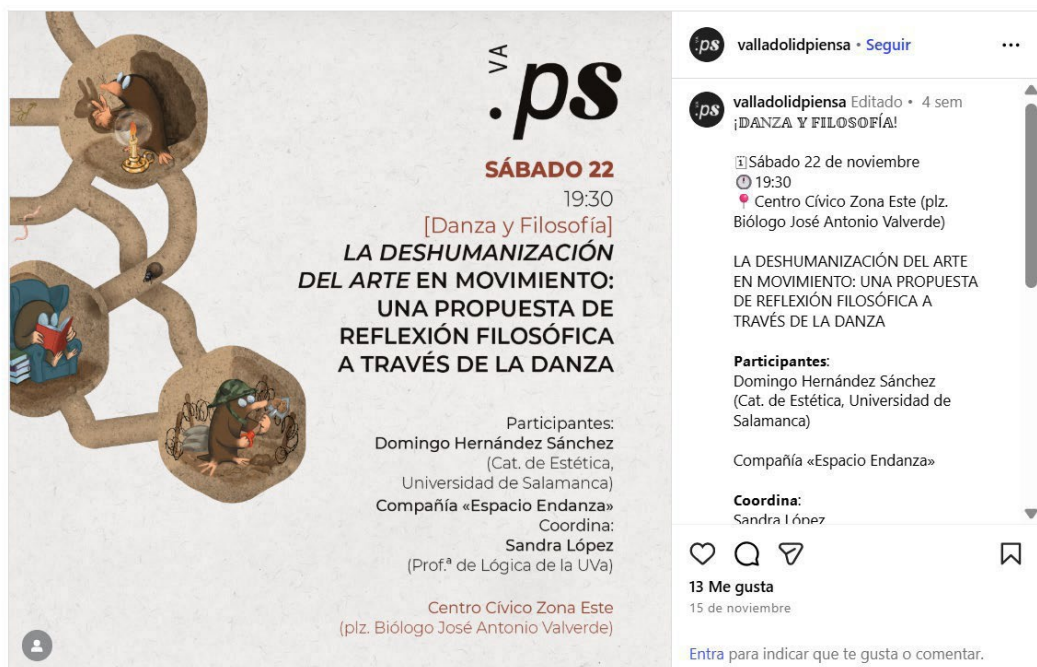 VA
.ps
SÁBADO 22
19:30
[Danza y Filosofía]
LA DESHUMANIZACIÓN
DEL ARTE EN MOVIMIENTO:
UNA PROPUESTA DE
REFLEXIÓN FILOSÓFICA
A TRAVÉS DE LA DANZA
Participantes:
Domingo Hernández Sánchez
(Cat. de Estética,
Universidad de Salamanca)
Compañía «Espacio Endanza»
Coordina:
Sandra López
(Prof.ª de Lógica de la UVa)
Centro Cívico Zona Este
(plz. Biólogo José Antonio Valverde)
.ps
valladolidpiensa • Seguir
.ps
valladolidpiensa Editado • 4 sem
¡𝔻𝔸ℕℤ𝔸 𝕐 𝔽𝕀𝕃𝕆𝕊𝕆𝔽Í𝔸!
Sábado 22 de noviembre
19:30
Centro Cívico Zona Este (plz.
Biólogo José Antonio Valverde)
LA DESHUMANIZACIÓN DEL ARTE
EN MOVIMIENTO: UNA PROPUESTA
DE REFLEXIÓN FILOSÓFICA A
TRAVÉS DE LA DANZA
Participantes:
Domingo Hernández Sánchez
(Cat. de Estética, Universidad de
Salamanca)
Compañía «Espacio Endanza»
Coordina:
Sandra López
13 Me gusta
15 de noviembre
Entra para indicar que te gusta o comentar.